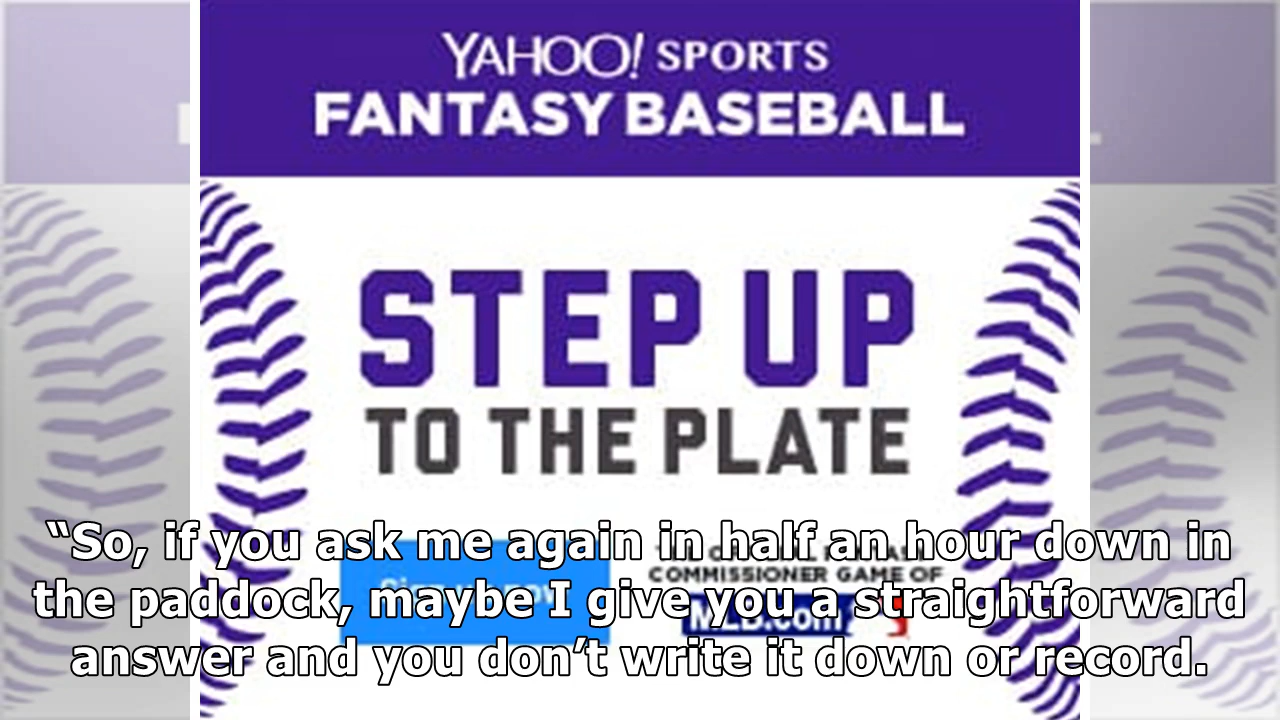 YAHOO! SPORTS
FANTASY BASEBALL
STEP UP
TO THE PLATE
COMMISSIONER GAME OF
MLB.com
“So, if you ask me again in half an hour down in
the paddock, maybe I give you a straightforward
answer and you don’t write it down or record.